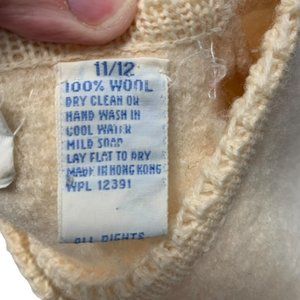 11/12
100% WOOL
DRY CLEAN OR
HAND WASH IN
COOL WATER
MILD SOAP
LAY FLAT TO DRY
MADE IN HONG KONG
WPL 12391
ALL RIGHTS